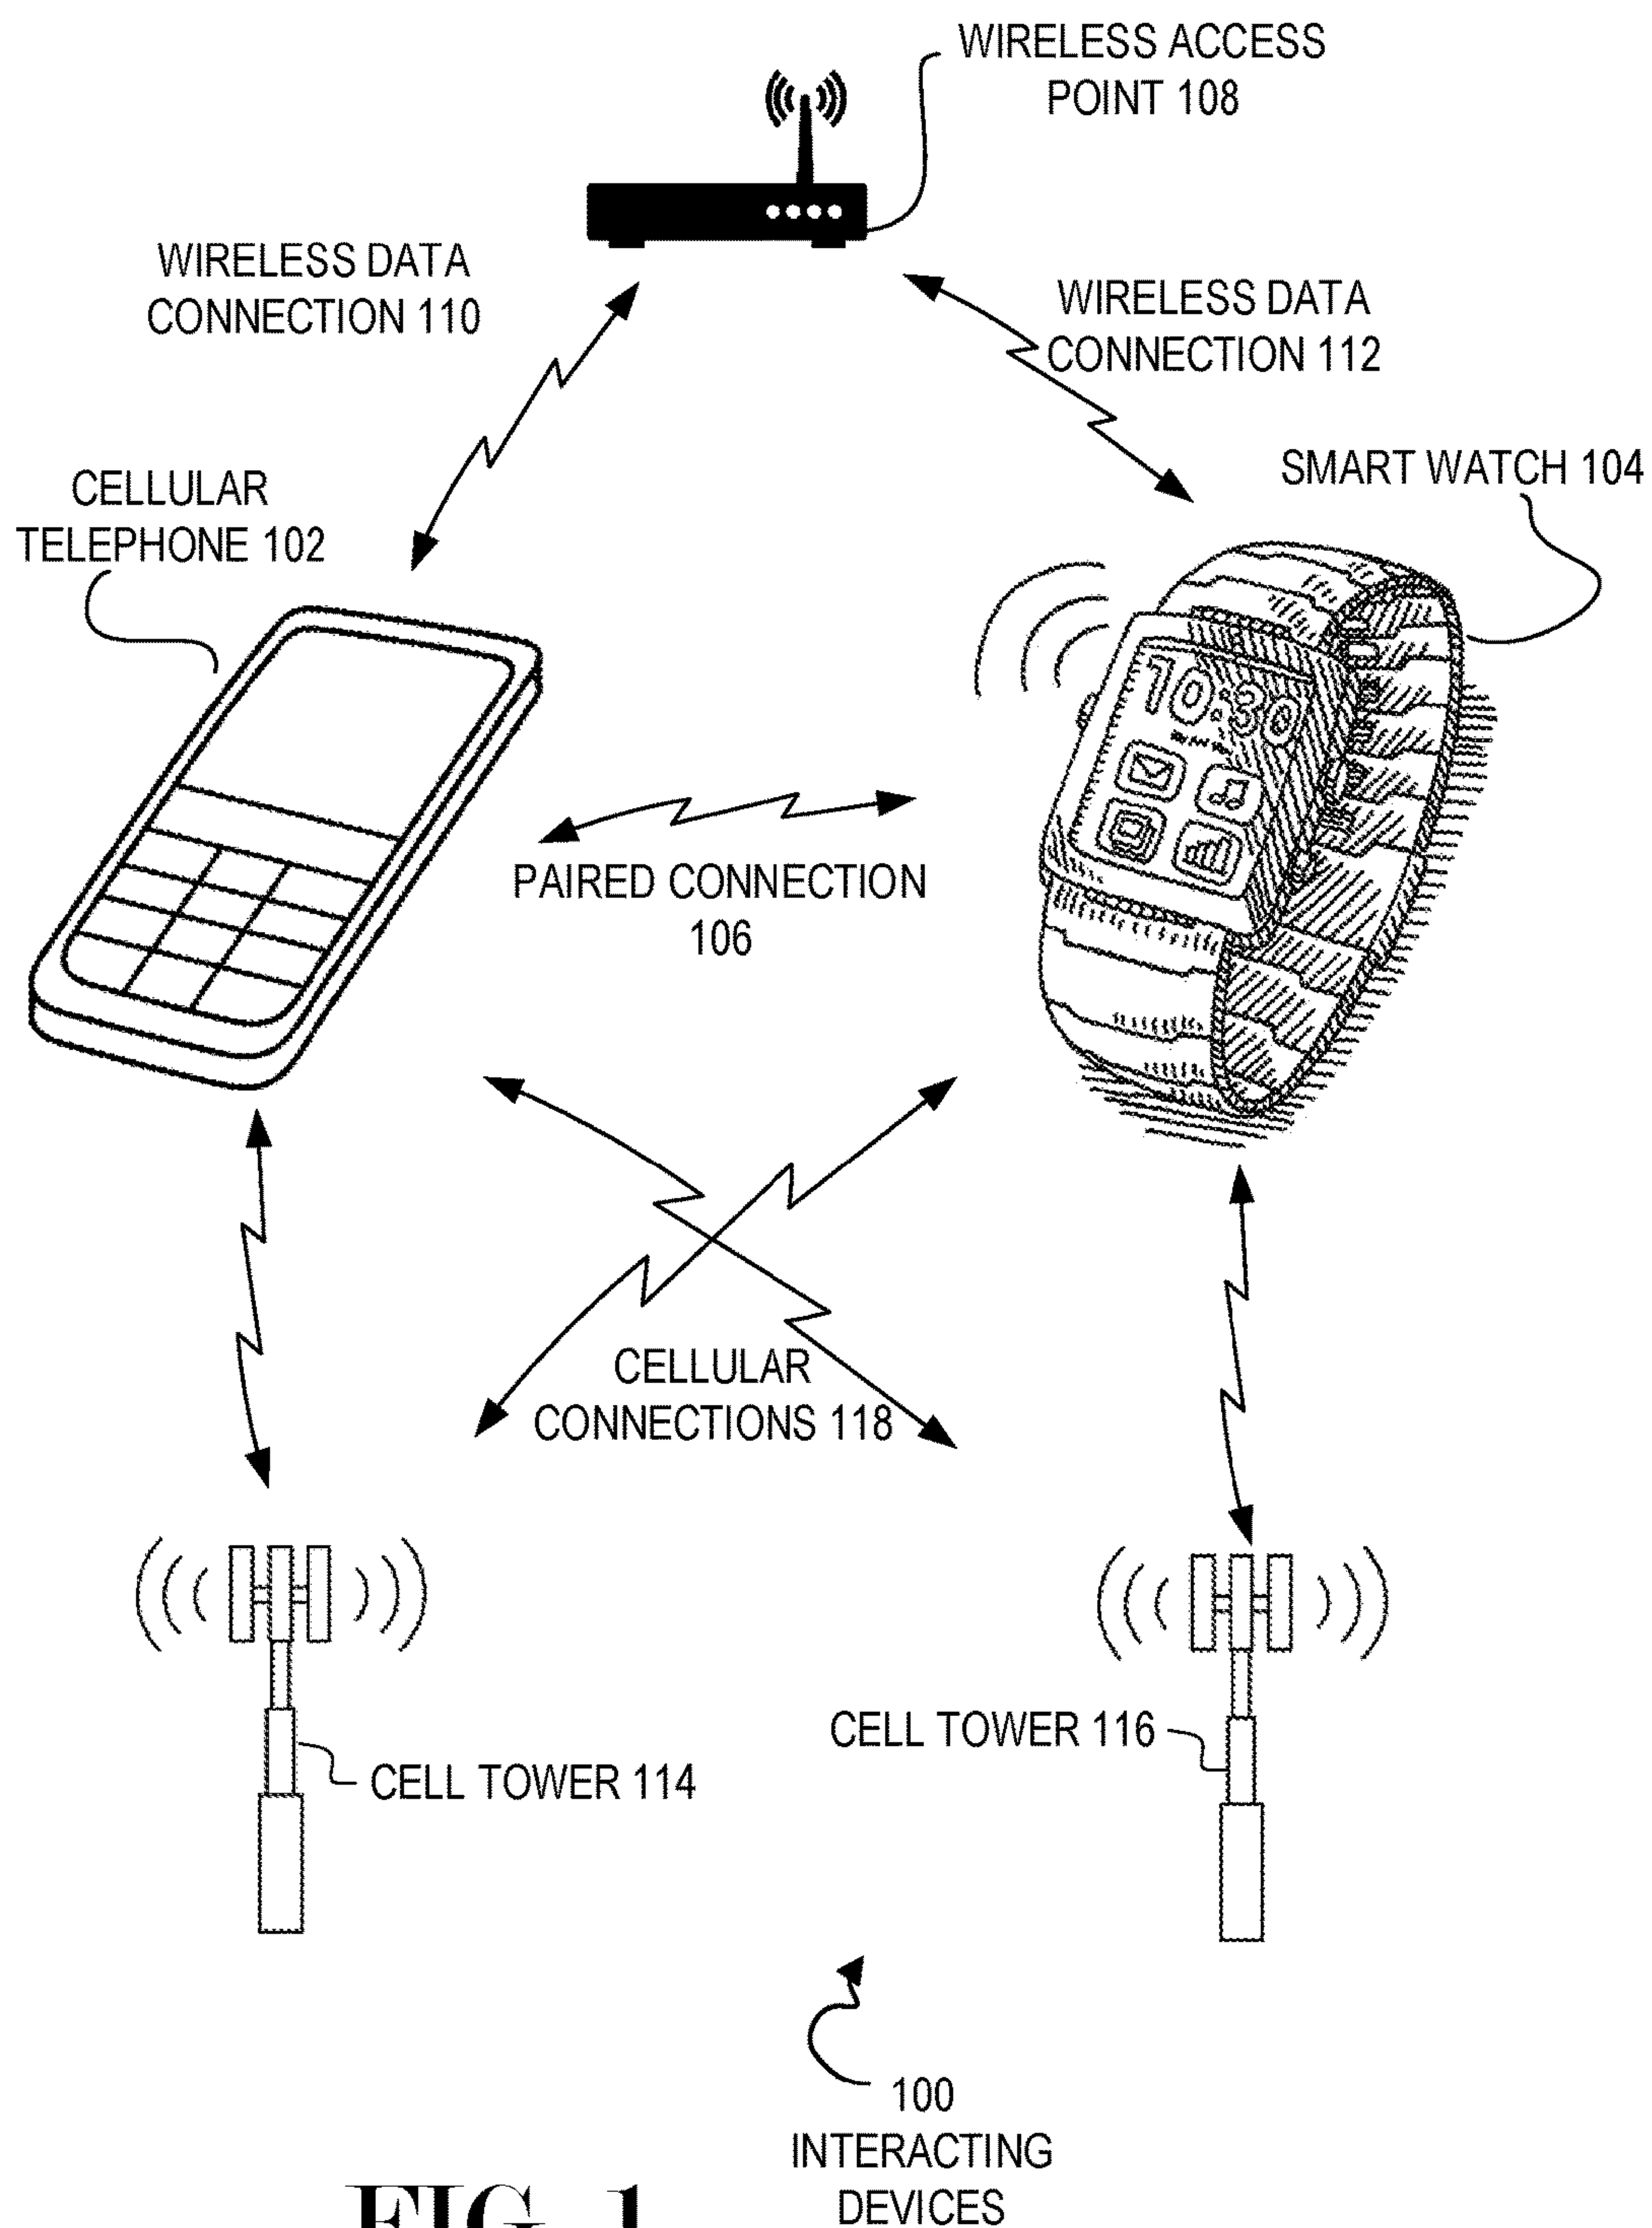 WIRELESS ACCESS
POINT 108
WIRELESS DATA
CONNECTION 110
WIRELESS DATA
CONNECTION 112
CELLULAR
TELEPHONE 102
SMART WATCH 104
10:30
PAIRED CONNECTION
106
CELLULAR
CONNECTIONS 118
CELL TOWER 116
CELL TOWER 114
100
INTERACTING
DEVICES
FIG. 1